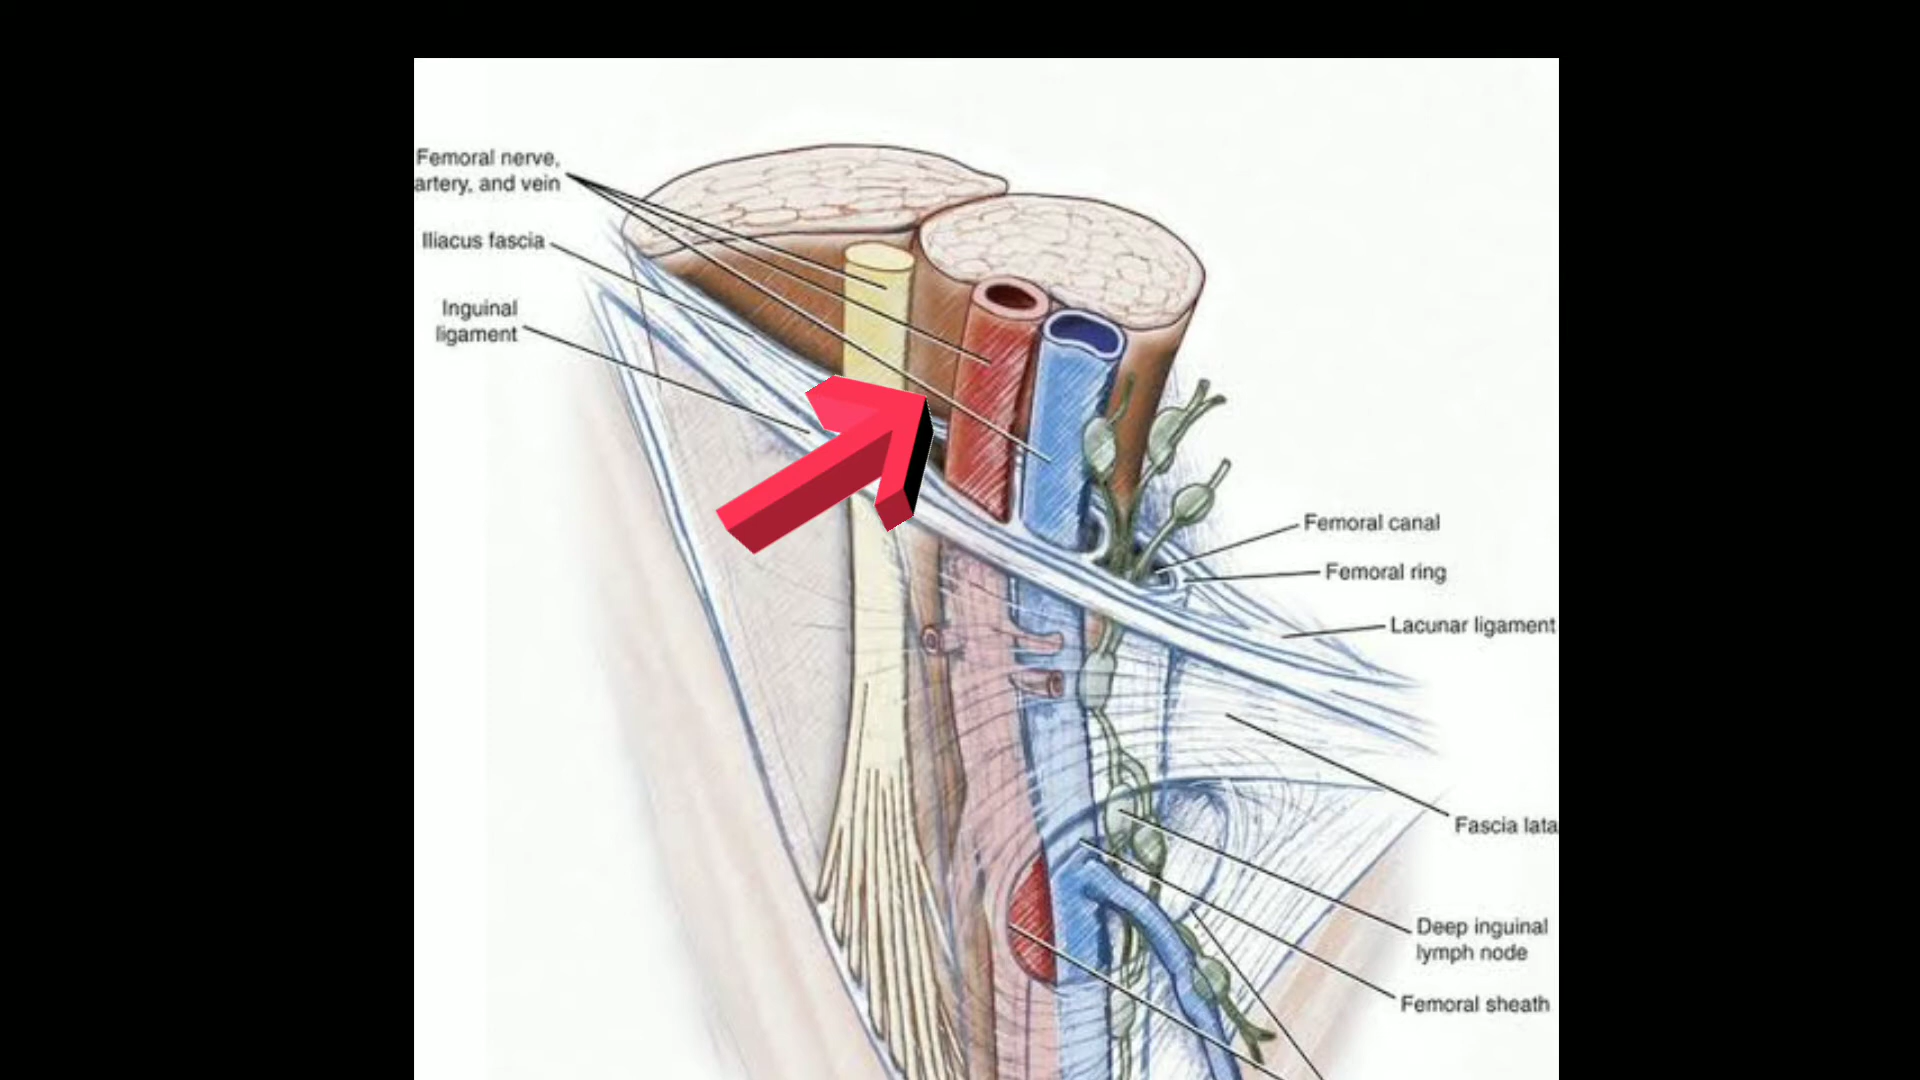 Femoral nerve,
artery, and vein
Iliacus fascia
Inguinal
ligament
Femoral canal
Femoral ring
Lacunar ligament
Fascia lata
Deep inguinal
lymph node
Femoral sheath